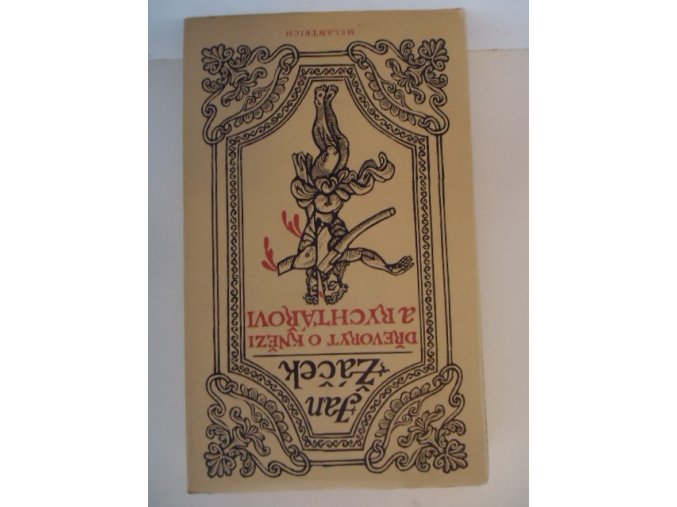 Jan
Žáček
DŘEVORYT O KNĚZI
a RYCHTÁŘOVI
MELANTRICH